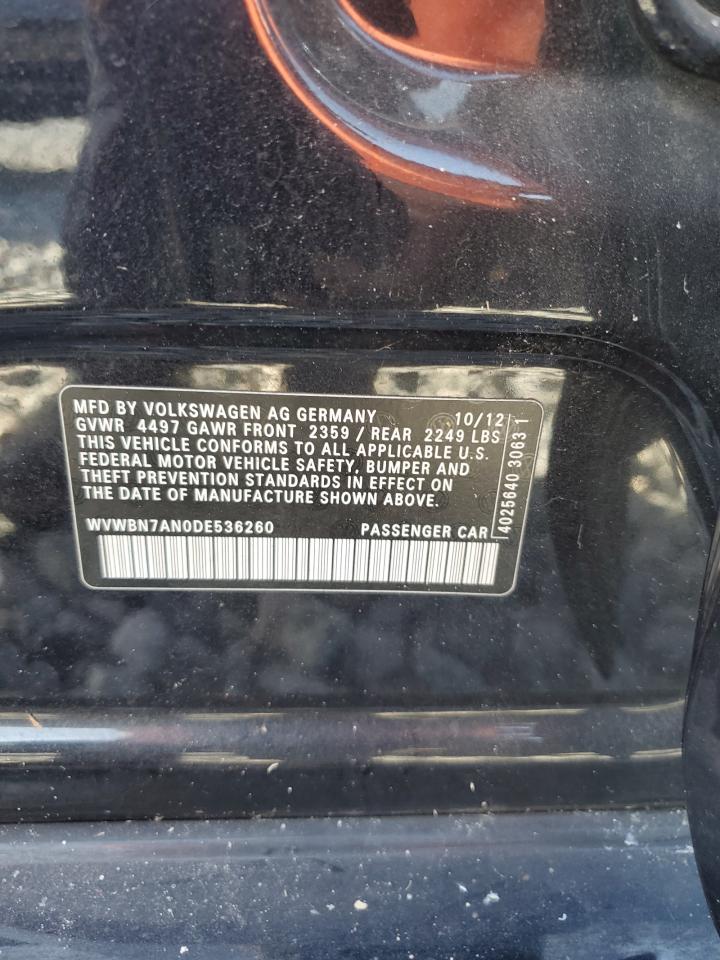 MFD BY VOLKSWAGEN AG GERMANY 10/12
GVWR 4497 GAWR FRONT 2359 / REAR 2249 LBS
THIS VEHICLE CONFORMS TO ALL APPLICABLE U.S.
FEDERAL MOTOR VEHICLE SAFETY, BUMPER AND
THEFT PREVENTION STANDARDS IN EFFECT ON
THE DATE OF MANUFACTURE SHOWN ABOVE.
WVWBN7AN0DE536260 PASSENGER CAR
4025640 3063 1